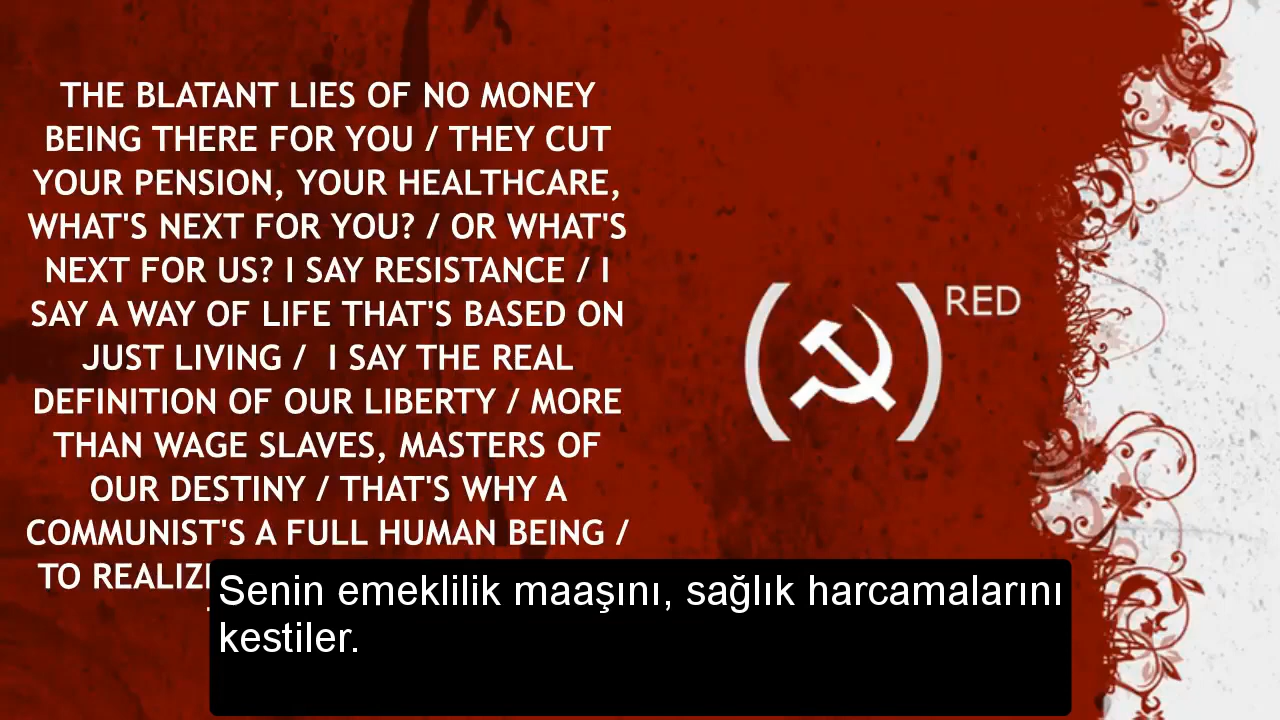 THE BLATANT LIES OF NO MONEY
BEING THERE FOR YOU / THEY CUT
YOUR PENSION, YOUR HEALTHCARE,
WHAT'S NEXT FOR YOU? / OR WHAT'S
NEXT FOR US? I SAY RESISTANCE / I
SAY A WAY OF LIFE THAT'S BASED ON
JUST LIVING / I SAY THE REAL
DEFINITION OF OUR LIBERTY / MORE
THAN WAGE SLAVES, MASTERS OF
OUR DESTINY / THAT'S WHY A
COMMUNIST'S A FULL HUMAN BEING /
TO
( ) RED
Senin emeklilik maaşını, sağlık harcamalarını
kestiler.